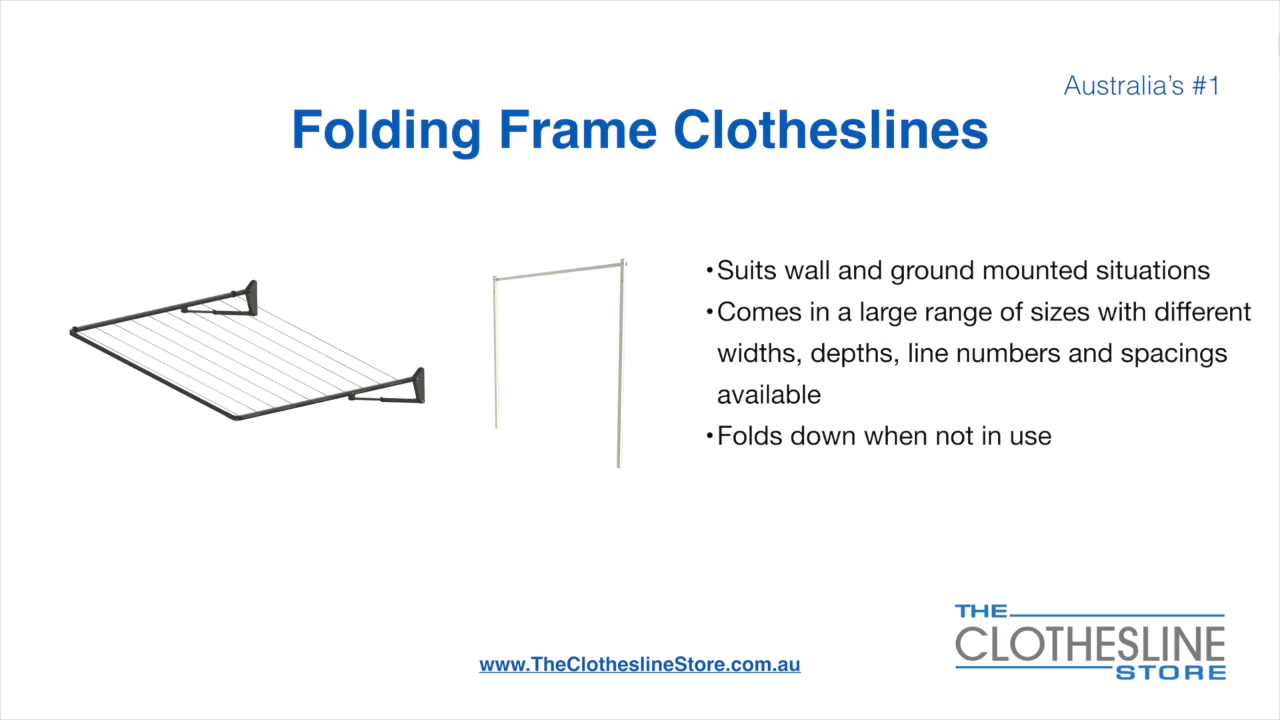 Australia's #1
Folding Frame Clotheslines
•Suits wall and ground mounted situations
•Comes in a large range of sizes with different
widths, depths, line numbers and spacings
available
•Folds down when not in use
www.TheClotheslineStore.com.au
THE
CLOTHESLINE
STORE